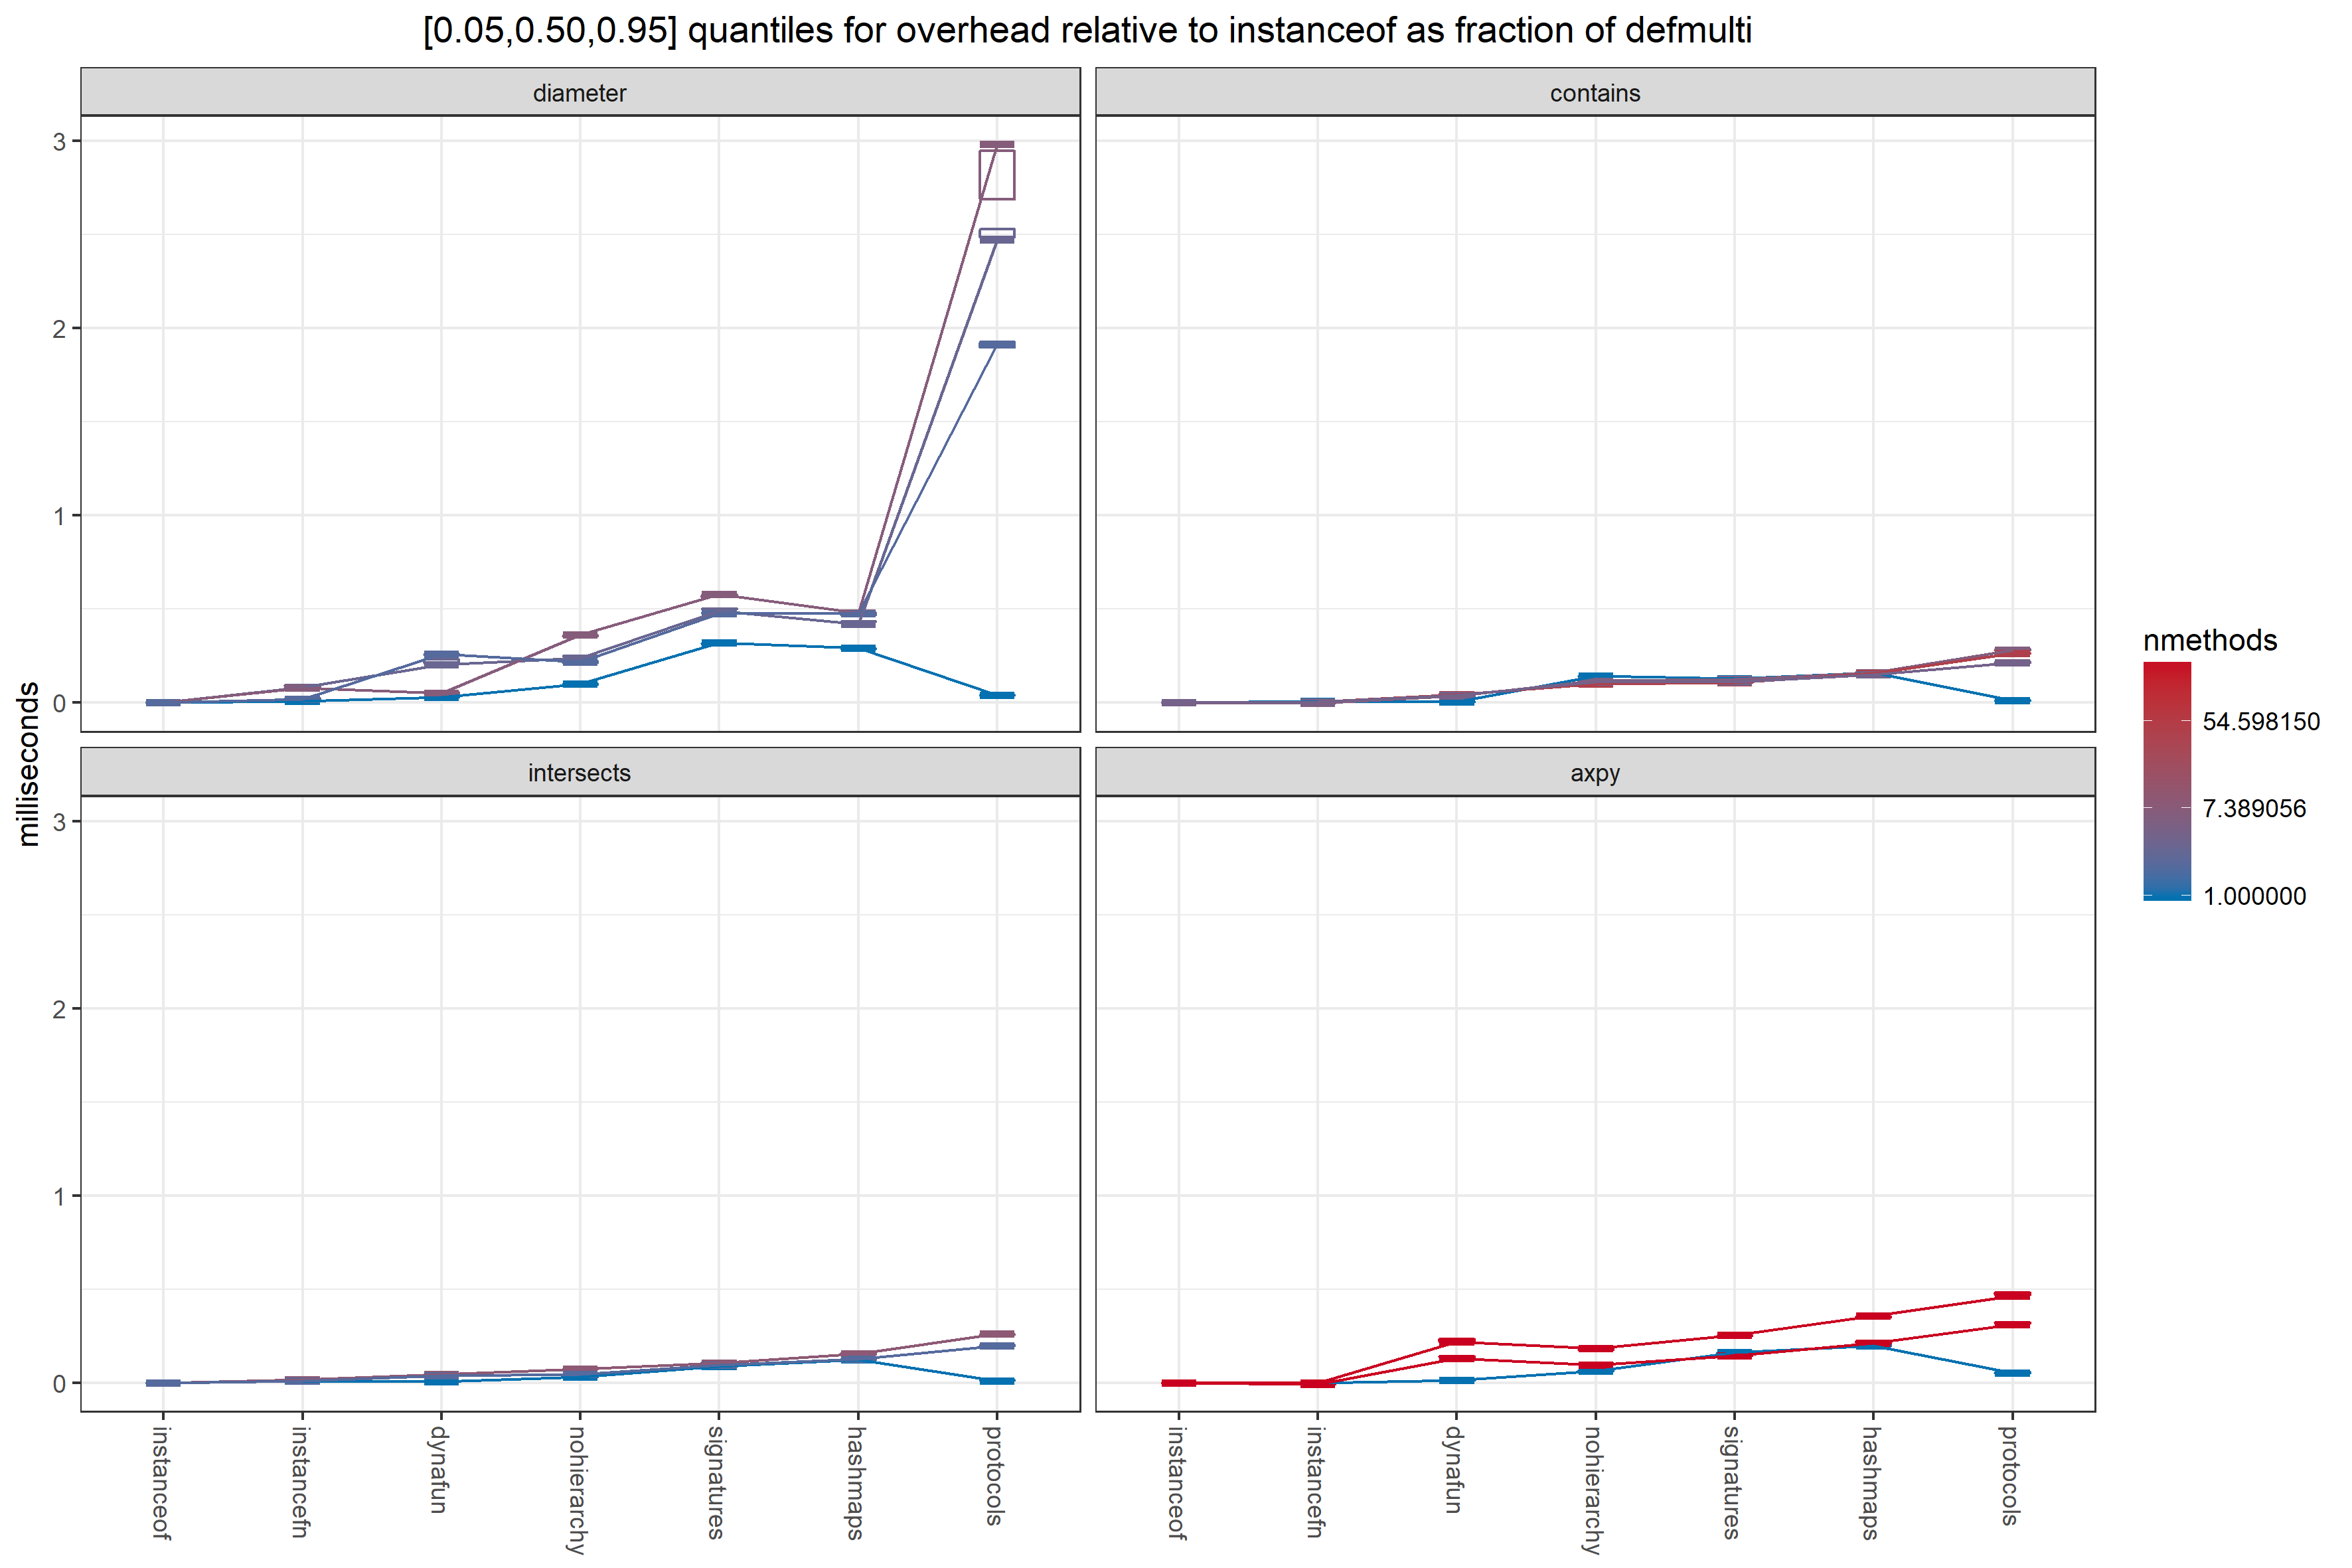 [0.05,0.50,0.95] quantiles for overhead relative to instanceof as fraction of defmulti
diameter
contains
3
2
1
0
intersects
axpy
3
2
1
0
milliseconds
instanceof
instancefn
dynafun
nohierarchy
signatures
hashmaps
protocols
instanceof
instancefn
dynafun
nohierarchy
signatures
hashmaps
protocols
nmethods
54.598150
7.389056
1.000000